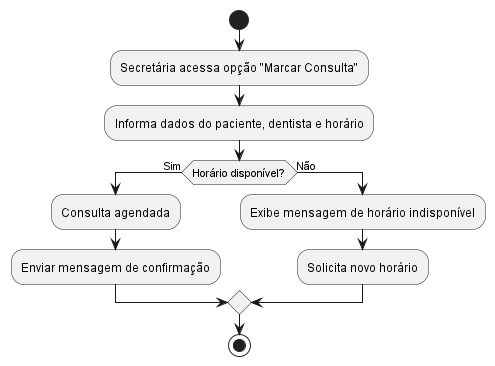 Secretária acessa opção "Marcar Consulta"
Informa dados do paciente, dentista e horário
Sim
Horário disponível?
Não
Consulta agendada
Exibe mensagem de horário indisponível
Enviar mensagem de confirmação
Solicita novo horário